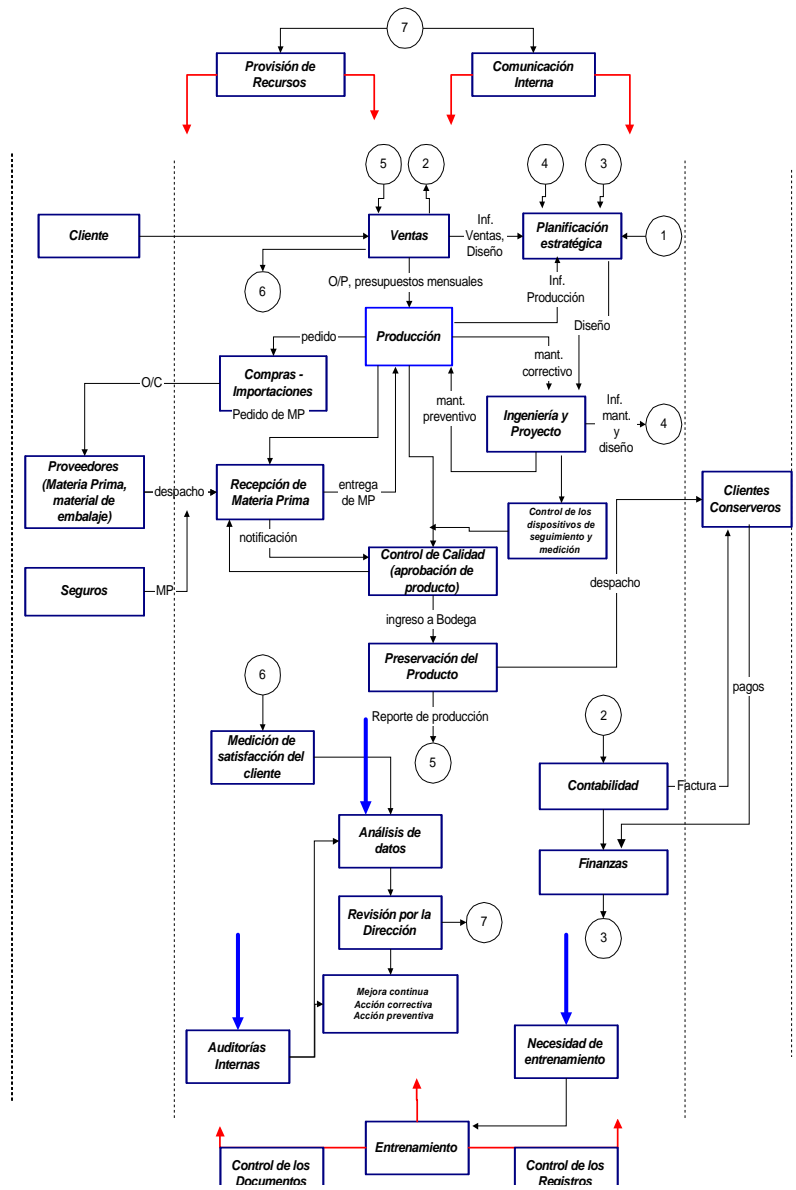 7
Provisión de
Recursos
Comunicación
Interna
5
2
4
3
Cliente
Ventas
Inf.
Ventas,
Diseño
Planificación
estratégica
1
6
O/P, presupuestos mensuales
Inf.
Producción
Diseño
pedido
Producción
mant.
correctivo
O/C
Compras -
Importaciones
Pedido de MP
mant.
preventivo
Ingeniería y
Proyecto
Inf.
mant.
y
diseño
4
Proveedores
(Materia Prima,
material de
embalaje)
despacho
Recepción de
Materia Prima
entrega
de MP
Clientes
Conserveros
Control de los
dispositivos de
seguimiento y
medición
notificación
Control de Calidad
(aprobación de
producto)
Seguros
MP
despacho
ingreso a Bodega
Preservación del
Producto
6
pagos
Reporte de producción
2
Medición de
satisfacción del
cliente
5
Contabilidad
Factura
Análisis de
datos
Finanzas
Revisión por la
Dirección
7
3
Mejora continua
Acción correctiva
Acción preventiva
Auditorías
Internas
Necesidad de
entrenamiento
Entrenamiento
Control de los
Documentos
Control de los
Registros